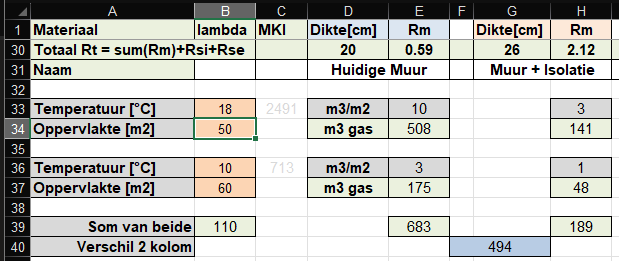 A B C D E F G H
1 Materiaal lambda MKI Dikte[cm] Rm Dikte[cm] Rm
30 Totaal Rt = sum(Rm)+Rsi+Rse 20 0.59 26 2.12
31 Naam Huidige Muur Muur + Isolatie
32
33 Temperatuur [°C] 18 2491 m3/m2 10 3
34 Oppervlakte [m2] 50 m3 gas 508 141
35
36 Temperatuur [°C] 10 713 m3/m2 3 1
37 Oppervlakte [m2] 60 m3 gas 175 48
38
39 Som van beide 110 683 189
40 Verschil 2 kolom 494